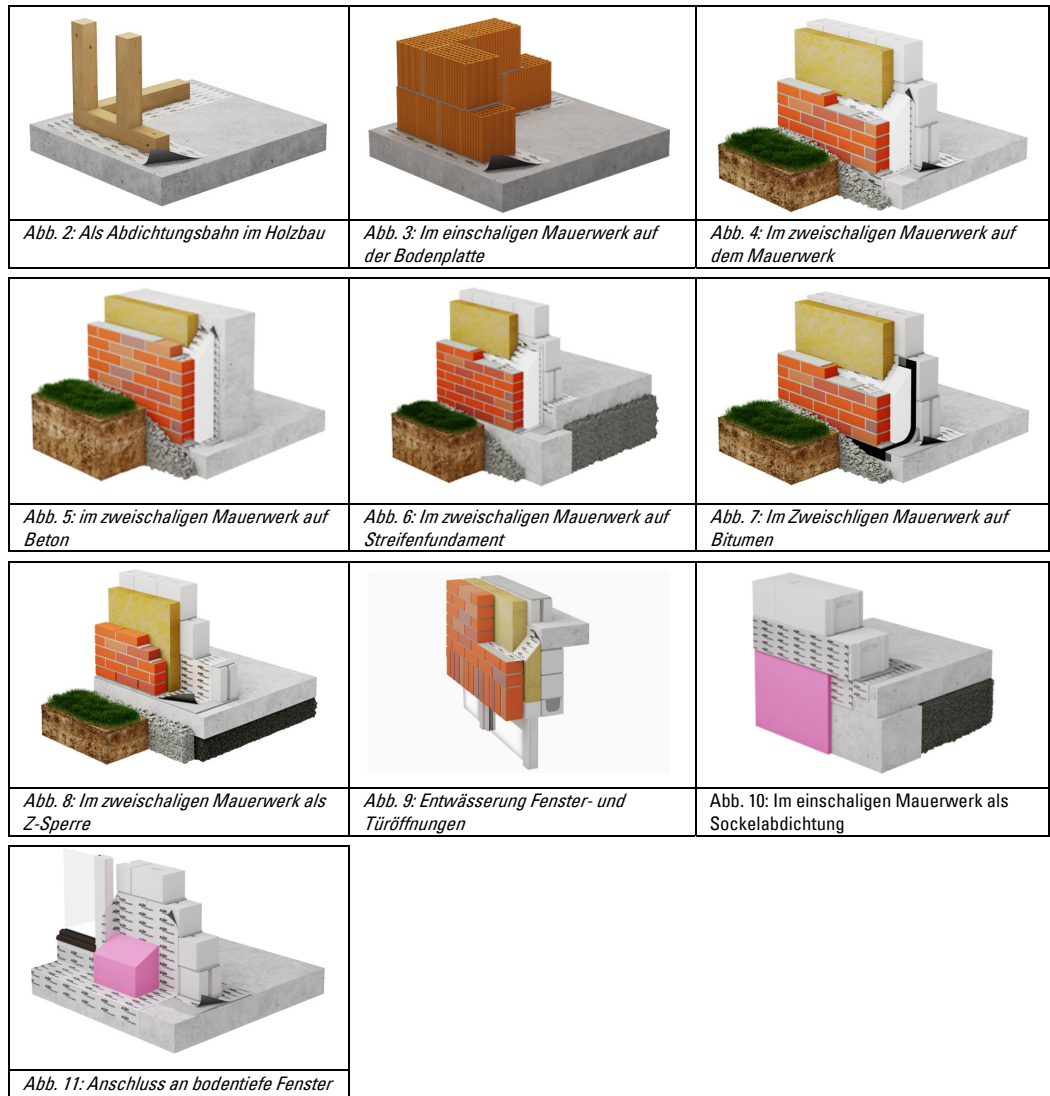 Abb. 2: Als Abdichtungsbahn im Holzbau
Abb. 3: Im einschaligen Mauerwerk auf
der Bodenplatte
Abb. 4: Im zweischaligen Mauerwerk auf
dem Mauerwerk
Abb. 5: im zweischaligen Mauerwerk auf
Beton
Abb. 6: Im zweischaligen Mauerwerk auf
Streifenfundament
Abb. 7: Im Zweischligen Mauerwerk auf
Bitumen
Abb. 8: Im zweischaligen Mauerwerk als
Z-Sperre
Abb. 9: Entwässerung Fenster- und
Türöffnungen
Abb. 10: Im einschaligen Mauerwerk als
Sockelabdichtung
Abb. 11: Anschluss an bodentiefe Fenster